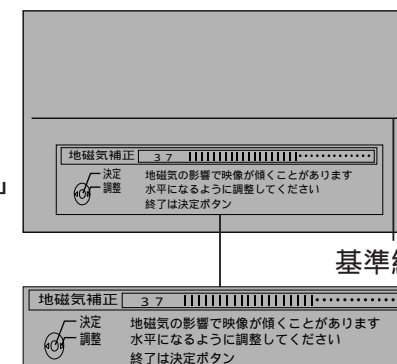 」
地磁気補正 37
決定
調整
地磁気の影響で映像が傾くことがあります
水平になるように調整してください
終了は決定ボタン
基準
地磁気補正 37
決定
調整
地磁気の影響で映像が傾くことがあります
水平になるように調整してください
終了は決定ボタン